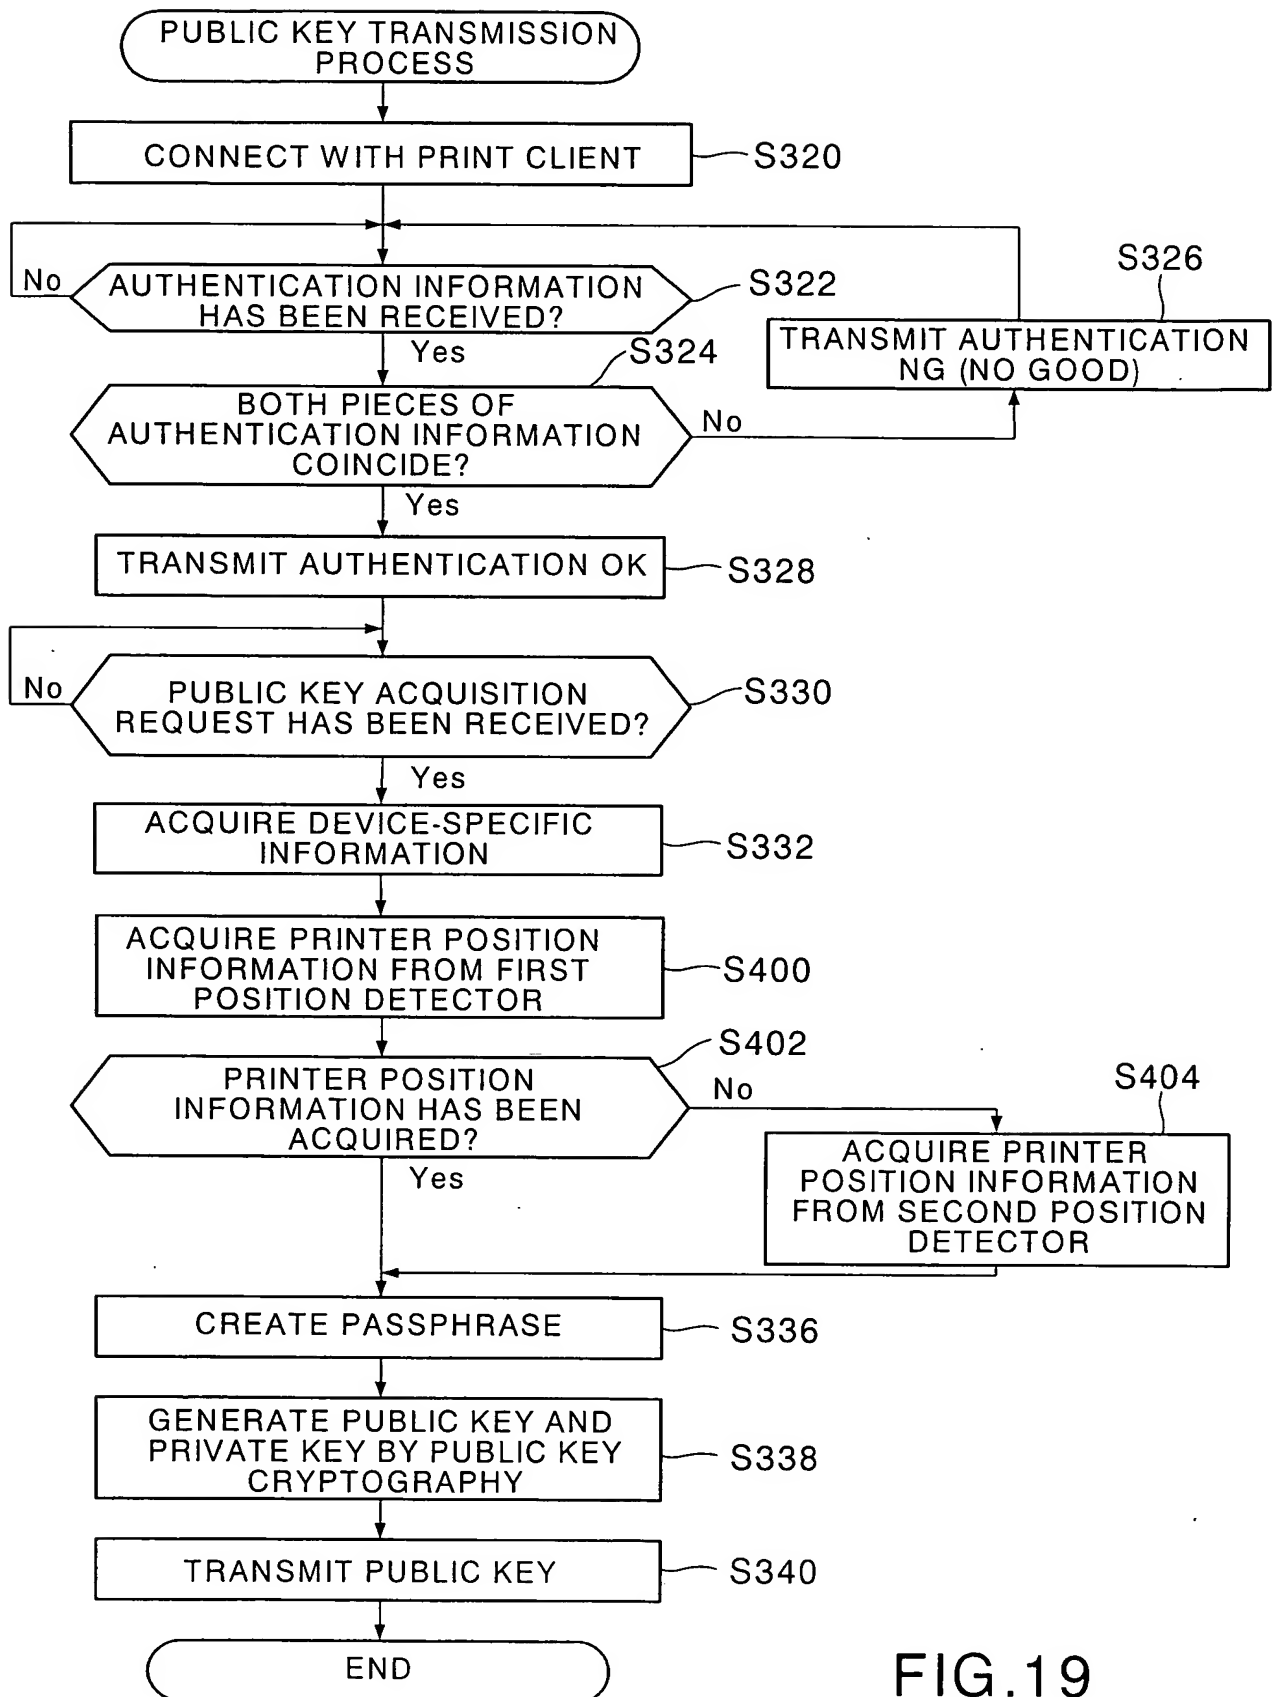 PUBLIC KEY TRANSMISSION
PROCESS
CONNECT WITH PRINT CLIENT
S320
No
AUTHENTICATION INFORMATION
HAS BEEN RECEIVED?
S322
S326
TRANSMIT AUTHENTICATION
NG (NO GOOD)
Yes
S324
BOTH PIECES OF
AUTHENTICATION INFORMATION
COINCIDE?
No
Yes
TRANSMIT AUTHENTICATION OK
S328
No
PUBLIC KEY ACQUISITION
REQUEST HAS BEEN RECEIVED?
S330
Yes
ACQUIRE DEVICE-SPECIFIC
INFORMATION
S332
ACQUIRE PRINTER POSITION
INFORMATION FROM FIRST
POSITION DETECTOR
S400
S402
PRINTER POSITION
INFORMATION HAS BEEN
ACQUIRED?
No
S404
ACQUIRE PRINTER
POSITION INFORMATION
FROM SECOND POSITION
DETECTOR
Yes
CREATE PASSPHRASE
S336
GENERATE PUBLIC KEY AND
PRIVATE KEY BY PUBLIC KEY
CRYPTOGRAPHY
S338
TRANSMIT PUBLIC KEY
S340
END
FIG.19